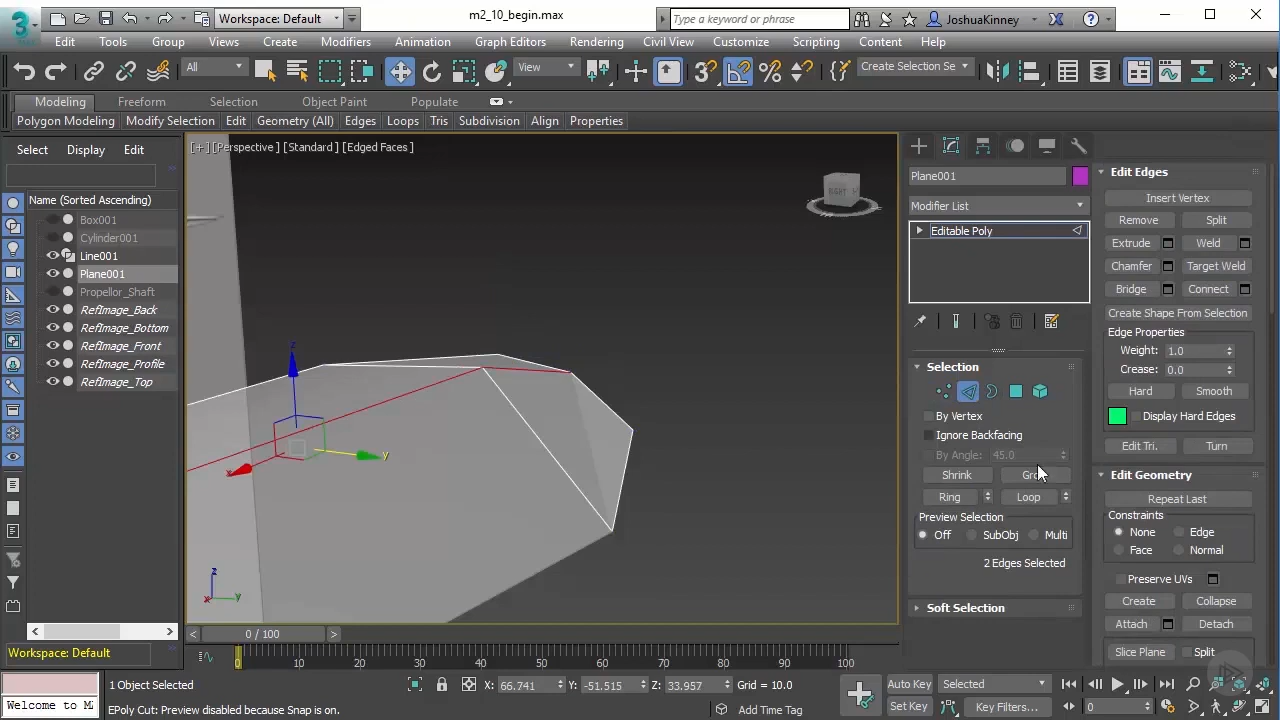 3
Workspace: Default
m2_10_begin.max
Type a keyword or phrase
JoshuaKinney
Edit Tools Group Views Create Modifiers Animation Graph Editors Rendering Civil View Customize Scripting Content Help
All
View
Create Selection Se
Modeling Freeform Selection Object Paint Populate
Polygon Modeling Modify Selection Edit Geometry (All) Edges Loops Tris Subdivision Align Properties
Select Display Edit
Name (Sorted Ascending)
Box001
Cylinder001
Line001
Plane001
Propellor_Shaft
RefImage_Back
RefImage_Bottom
RefImage_Front
RefImage_Profile
RefImage_Top
Workspace: Default
[+] [Perspective ] [Standard ] [Edged Faces ]
RIGHT
z
x
y
z
x
y
Plane001
Modifier List
Editable Poly
Selection
By Vertex
Ignore Backfacing
By Angle: 45.0
Shrink
Ring Loop
Preview Selection
Off SubObj Multi
2 Edges Selected
Soft Selection
Edit Edges
Insert Vertex
Remove Split
Extrude Weld
Chamfer Target Weld
Bridge Connect
Create Shape From Selection
Edge Properties
Weight: 1.0
Crease: 0.0
Hard Smooth
Display Hard Edges
Edit Tri. Turn
Edit Geometry
Repeat Last
Constraints
None Edge
Face Normal
Preserve UVs
Create Collapse
Attach Detach
Slice Plane Split
< 0 / 100 >
0 10 20 30 40 50 60 70 80 90 100
1 Object Selected
X: 66.741 Y: -51.515 Z: 33.957 Grid = 10.0
Auto Key Selected
Welcome to M
EPoly Cut: Preview disabled because Snap is on.
Add Time Tag
Set Key Key Filters...
0